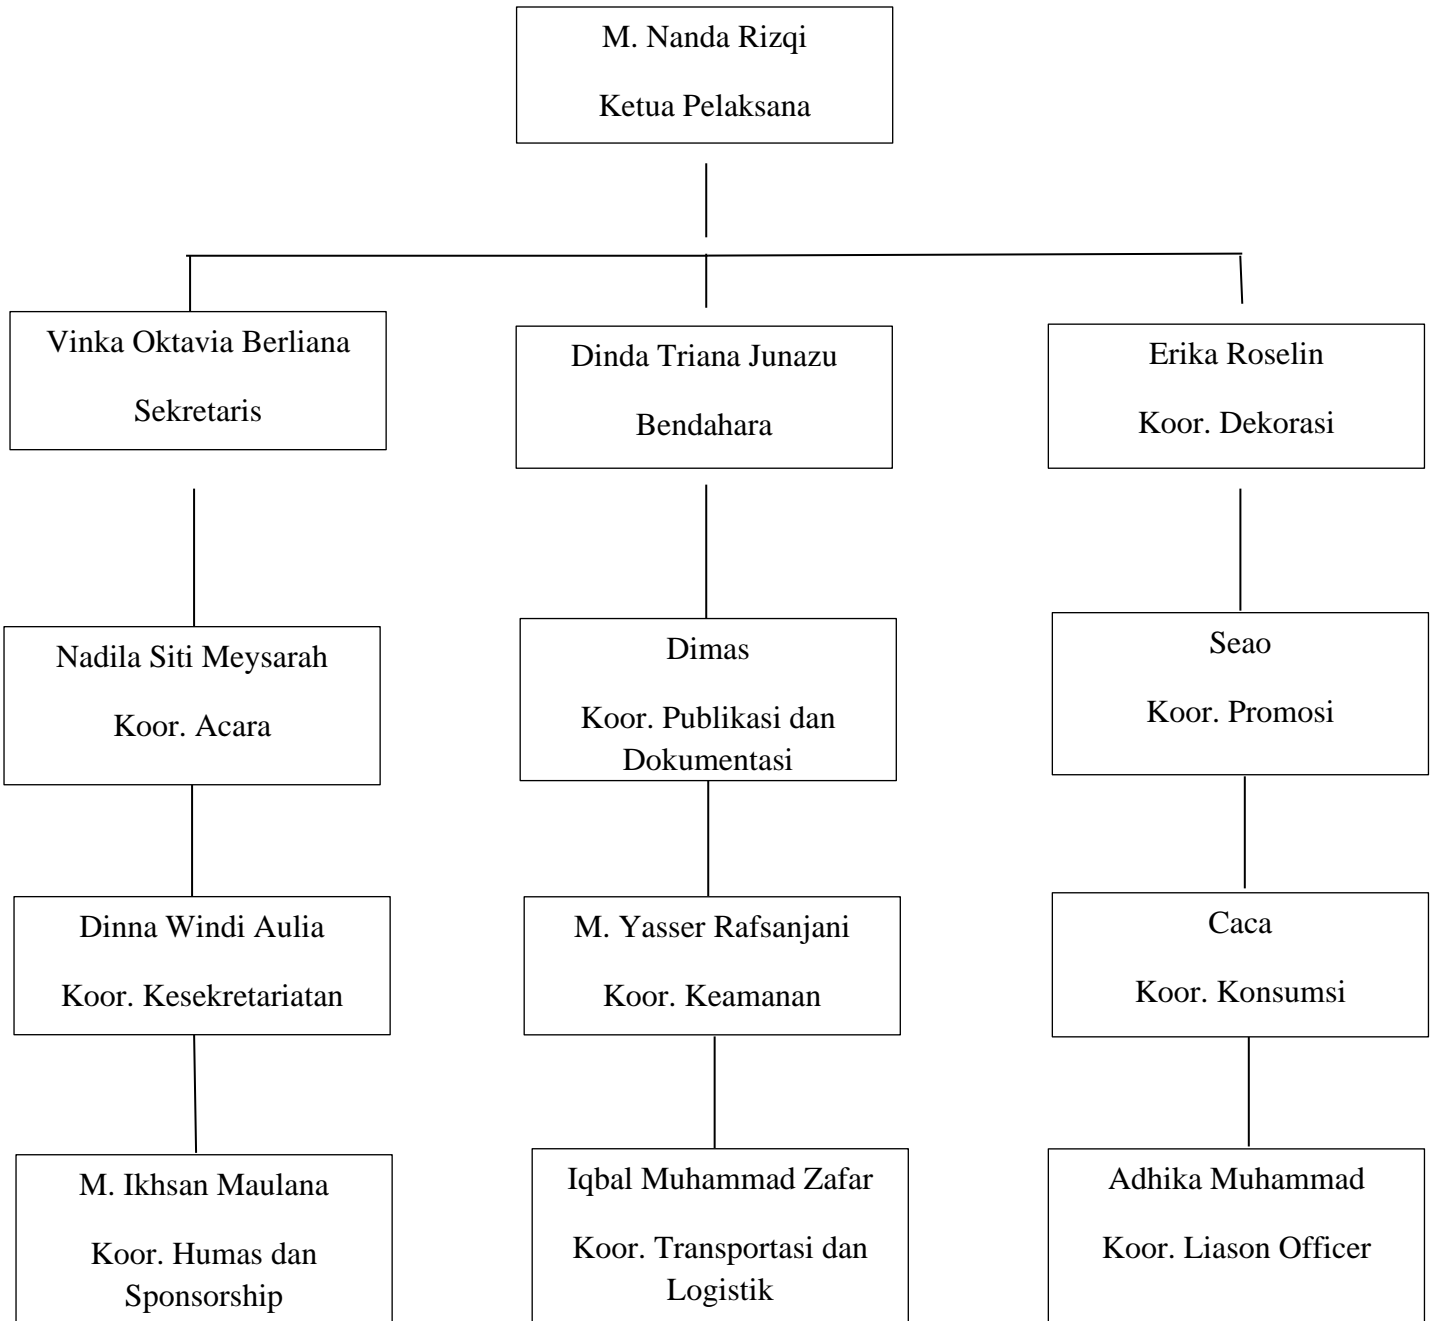 M. Nanda Rizqi
Ketua Pelaksana
Vinka Oktavia Berliana
Sekretaris
Dinda Triana Junazu
Bendahara
Erika Roselin
Koor. Dekorasi
Nadila Siti Meysarah
Koor. Acara
Dimas
Koor. Publikasi dan
Dokumentasi
Seao
Koor. Promosi
Dinna Windi Aulia
Koor. Kesekretariatan
M. Yasser Rafsanjani
Koor. Keamanan
Caca
Koor. Konsumsi
M. Ikhsan Maulana
Koor. Humas dan
Sponsorship
Iqbal Muhammad Zafar
Koor. Transportasi dan
Logistik
Adhika Muhammad
Koor. Liason Officer